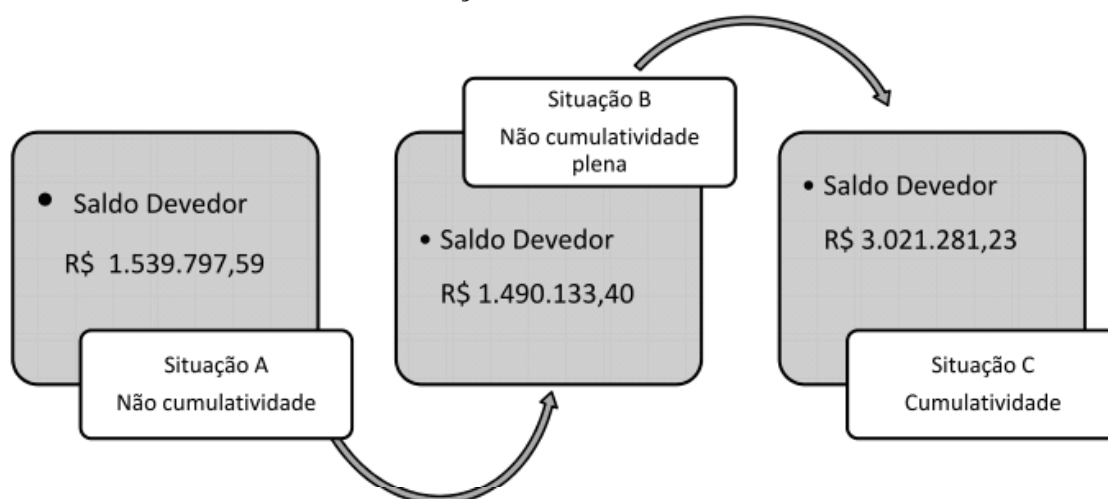 • Saldo Devedor
R$ 1.539.797,59
Situação A
Não cumulatividade
Situação B
Não cumulatividade
plena
• Saldo Devedor
R$ 1.490.133,40
• Saldo Devedor
R$ 3.021.281,23
Situação C
Cumulatividade